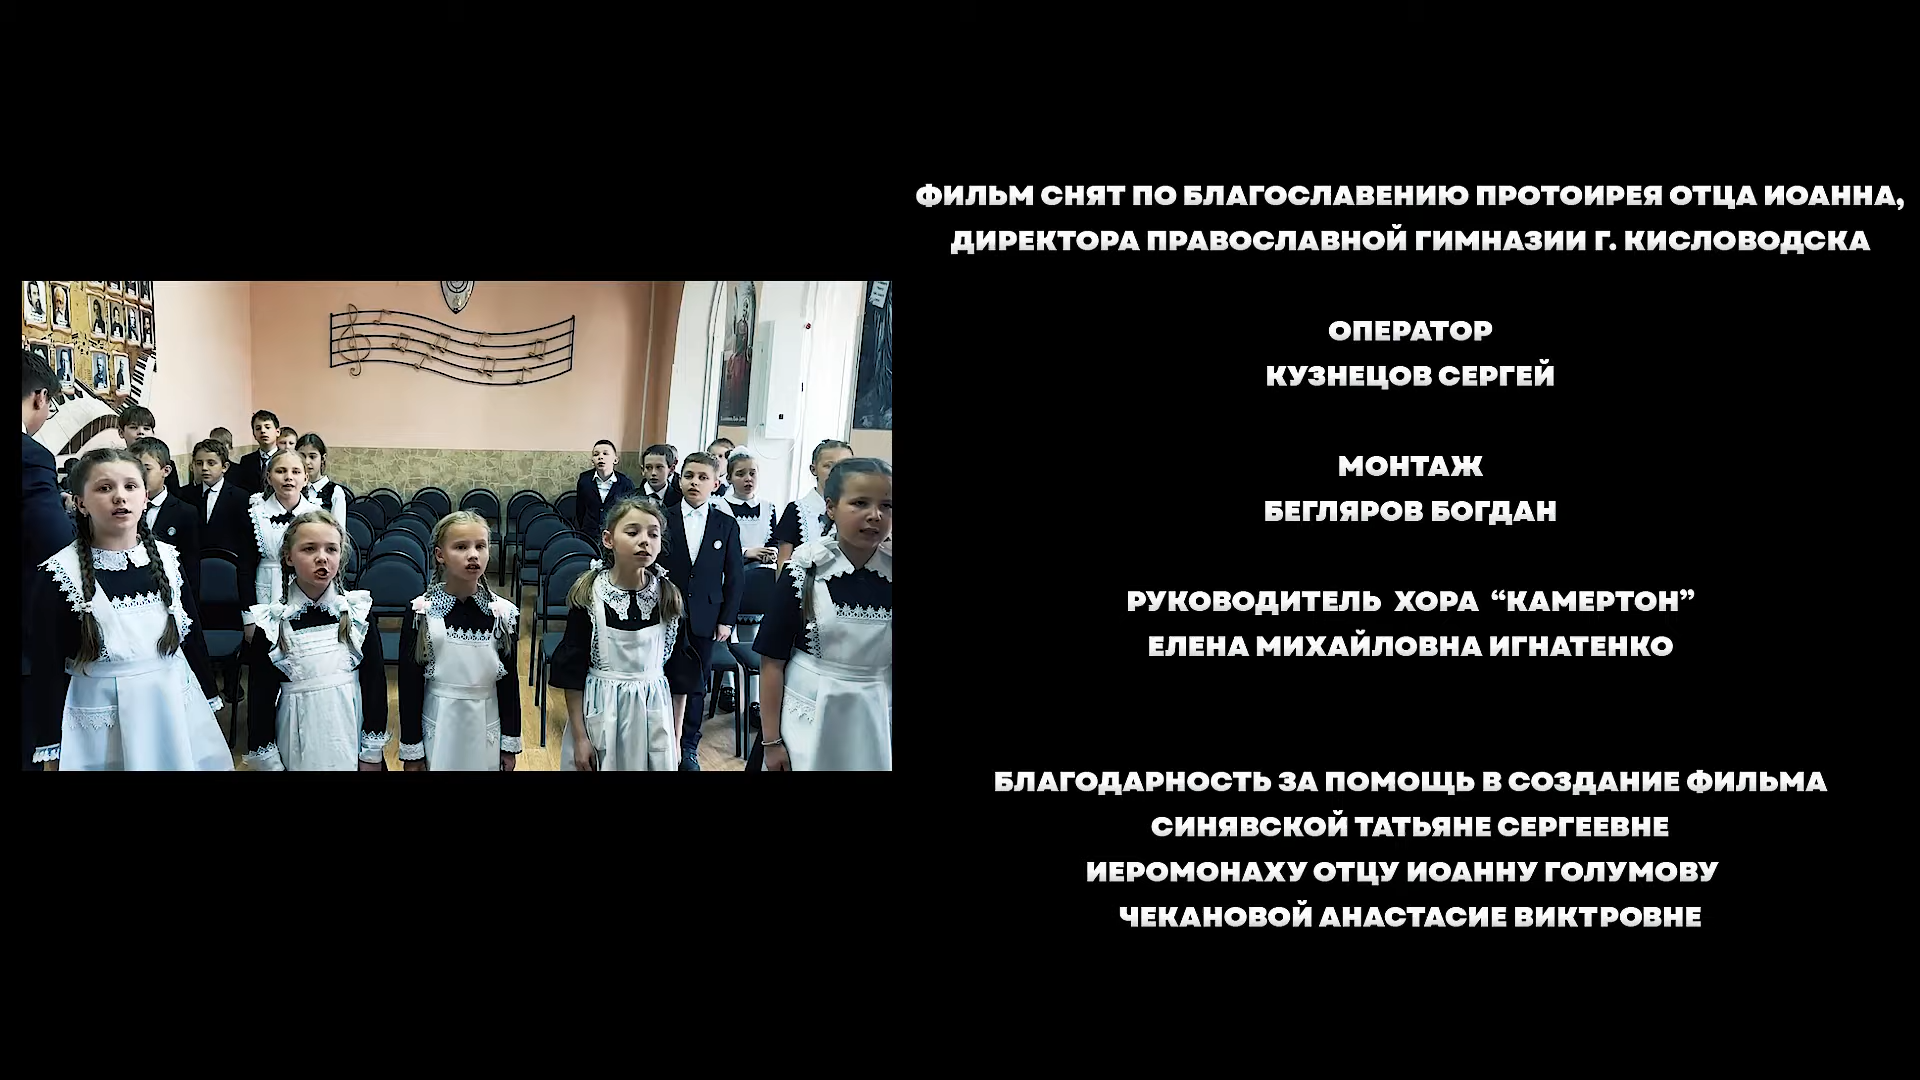 ФИЛЬМ СНЯТ ПО БЛАГОСЛАВЕНИЮ ПРОТОИРЕЯ ОТЦА ИОАННА,
ДИРЕКТОРА ПРАВОСЛАВНОЙ ГИМНАЗИИ Г. КИСЛОВОДСКА
ОПЕРАТОР
КУЗНЕЦОВ СЕРГЕЙ
МОНТАЖ
БЕГЛЯРОВ БОГДАН
РУКОВОДИТЕЛЬ ХОРА “КАМЕРТОН”
ЕЛЕНА МИХАЙЛОВНА ИГНАТЕНКО
БЛАГОДАРНОСТЬ ЗА ПОМОЩЬ В СОЗДАНИЕ ФИЛЬМА
СИНЯВСКОЙ ТАТЬЯНЕ СЕРГЕЕВНЕ
ИЕРОМОНАХУ ОТЦУ ИОАННУ ГОЛУМОВУ
ЧЕКАНОВОЙ АНАСТАСИЕ ВИКТРОВНЕ